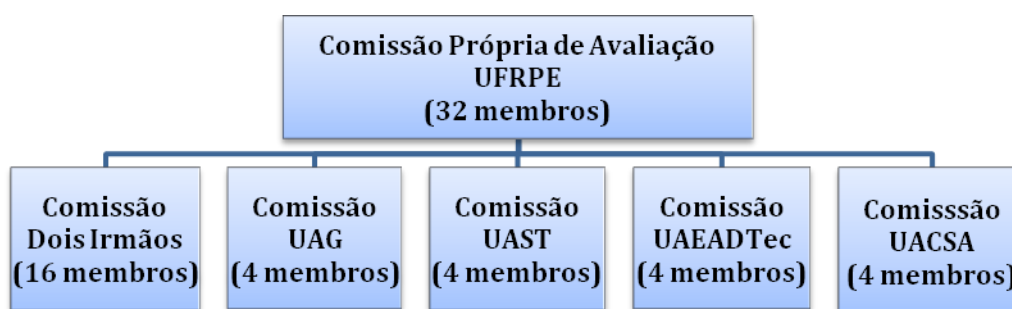 Comissão Própria de Avaliação
UFRPE
(32 membros)
Comissão
Dois Irmãos
(16 membros)
Comissão
UAG
(4 membros)
Comissão
UAST
(4 membros)
Comissão
UAEADTec
(4 membros)
Comisssão
UACSA
(4 membros)